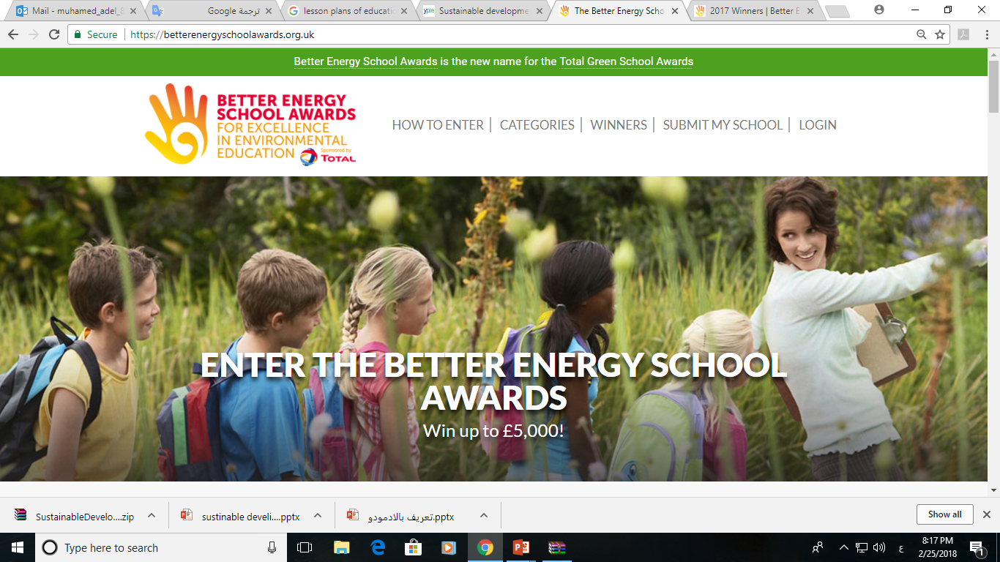 Mail - muhamed_adel_8
ترجمة Google
lesson plans of educatio
yple
Sustainable developme
The Better Energy Scho
2017 Winners | Better E
Secure
https://betterenergyschoolawards.org.uk
Better Energy School Awards is the new name for the Total Green School Awards
BETTER ENERGY
SCHOOL AWARDS
FOR EXCELLENCE
IN ENVIRONMENTAL
EDUCATION
Sponsored by
TOTAL
HOW TO ENTER
CATEGORIES
WINNERS
SUBMIT MY SCHOOL
LOGIN
ENTER THE BETTER ENERGY SCHOOL
AWARDS
Win up to £5,000!
SustainableDevelo....zip
sustinable develi....pptx
تعريف بالادمودو.pptx
Show all
Type here to search
ع
8:17 PM
2/25/2018
1